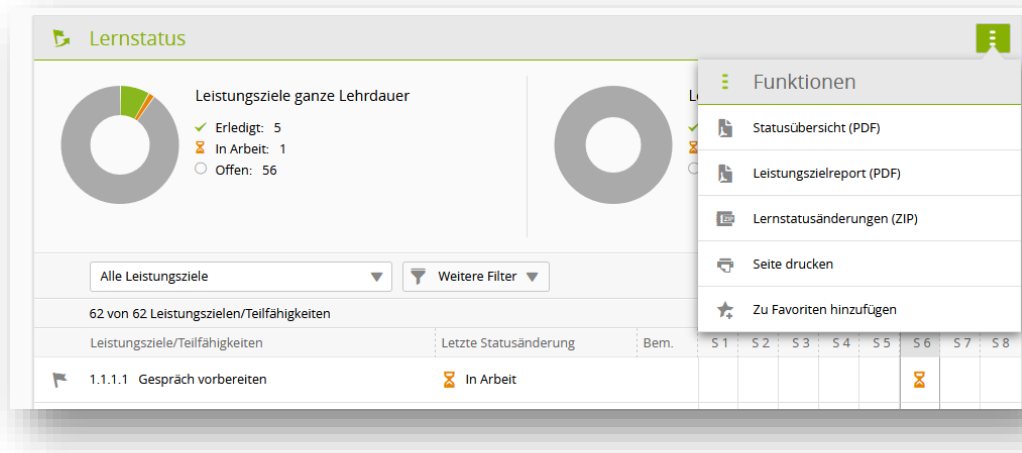 Lernstatus
Leistungsziele ganze Lehrdauer
Erledigt: 5
In Arbeit: 1
Offen: 56
Funktionen
Statusübersicht (PDF)
Leistungszielreport (PDF)
Lernstatusänderungen (ZIP)
Seite drucken
Zu Favoriten hinzufügen
Alle Leistungsziele
Weitere Filter
62 von 62 Leistungszielen/Teilfähigkeiten
Leistungsziele/Teilfähigkeiten Letzte Statusänderung Bem. S 1 S 2 S 3 S 4 S 5 S 6 S 7 S 8
1.1.1.1 Gespräch vorbereiten In Arbeit